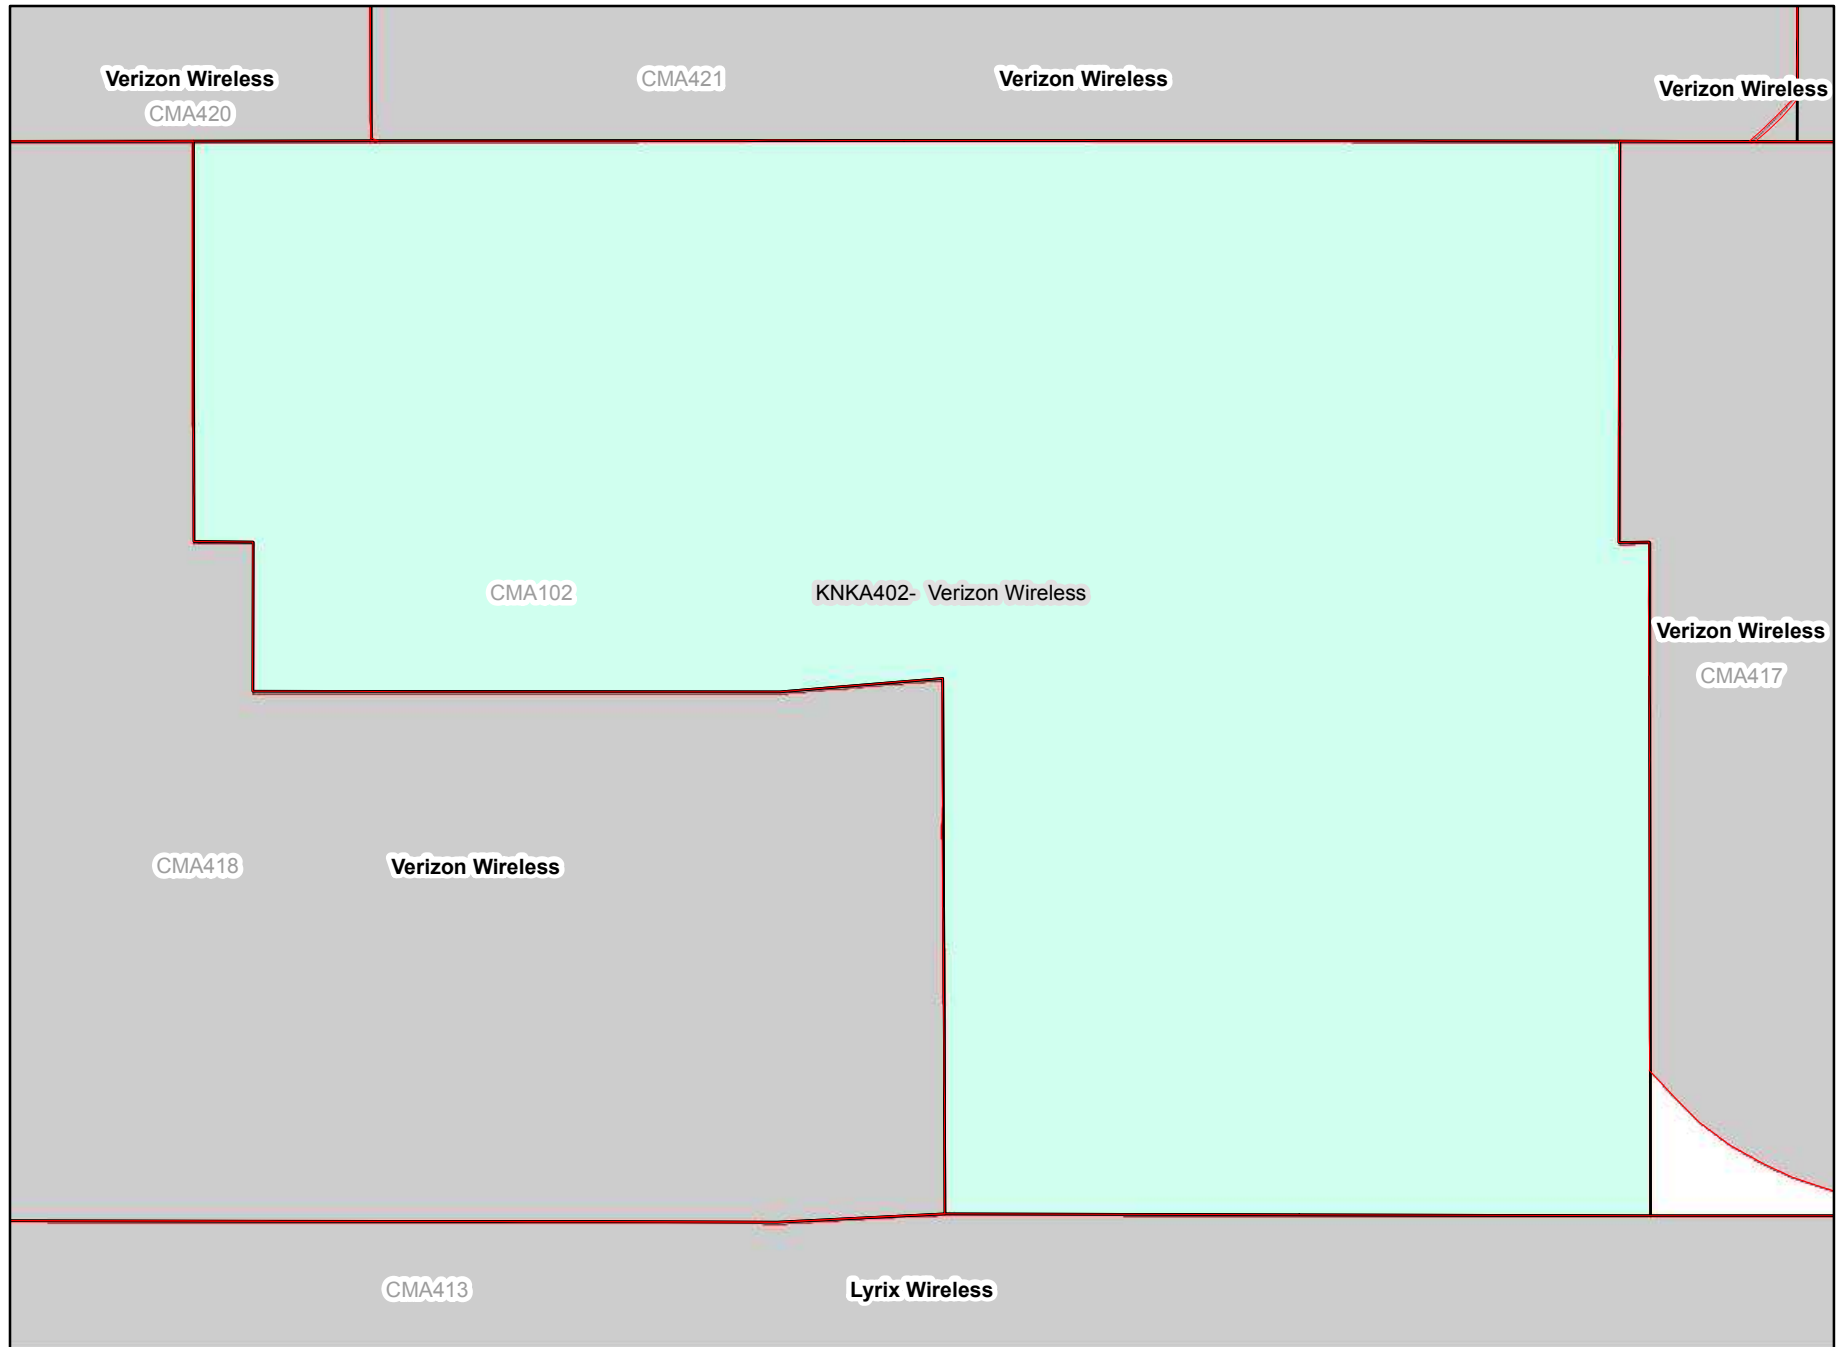 Verizon Wireless
CMA420
CMA421
Verizon Wireless
Verizon Wireless
CMA102
KNKA402- Verizon Wireless
Verizon Wireless
CMA417
CMA418
Verizon Wireless
CMA413
Lyrix Wireless